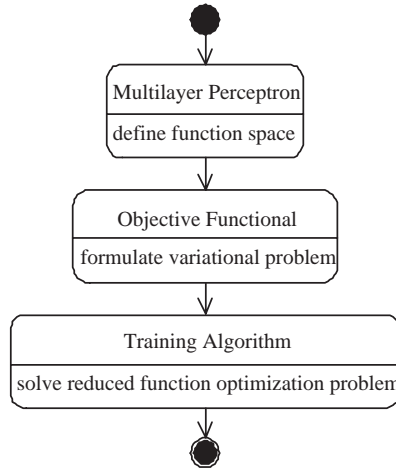 Multilayer Perceptron
define function space
Objective Functional
formulate variational problem
Training Algorithm
solve reduced function optimization problem